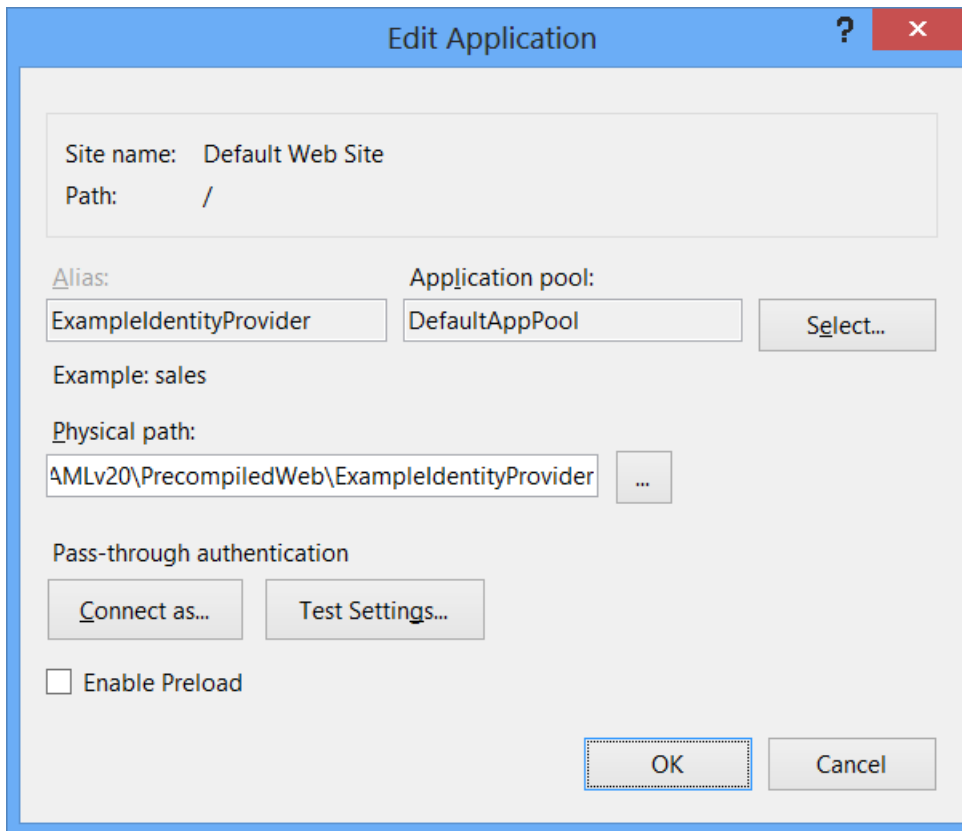 Edit Application
?
Site name: Default Web Site
Path: /
Alias: Application pool:
ExampleIdentityProvider DefaultAppPool Select...
Example: sales
Physical path:
AMLv20\PrecompiledWeb\ExampleIdentityProvider ...
Pass-through authentication
Connect as... Test Settings...
Enable Preload
OK Cancel